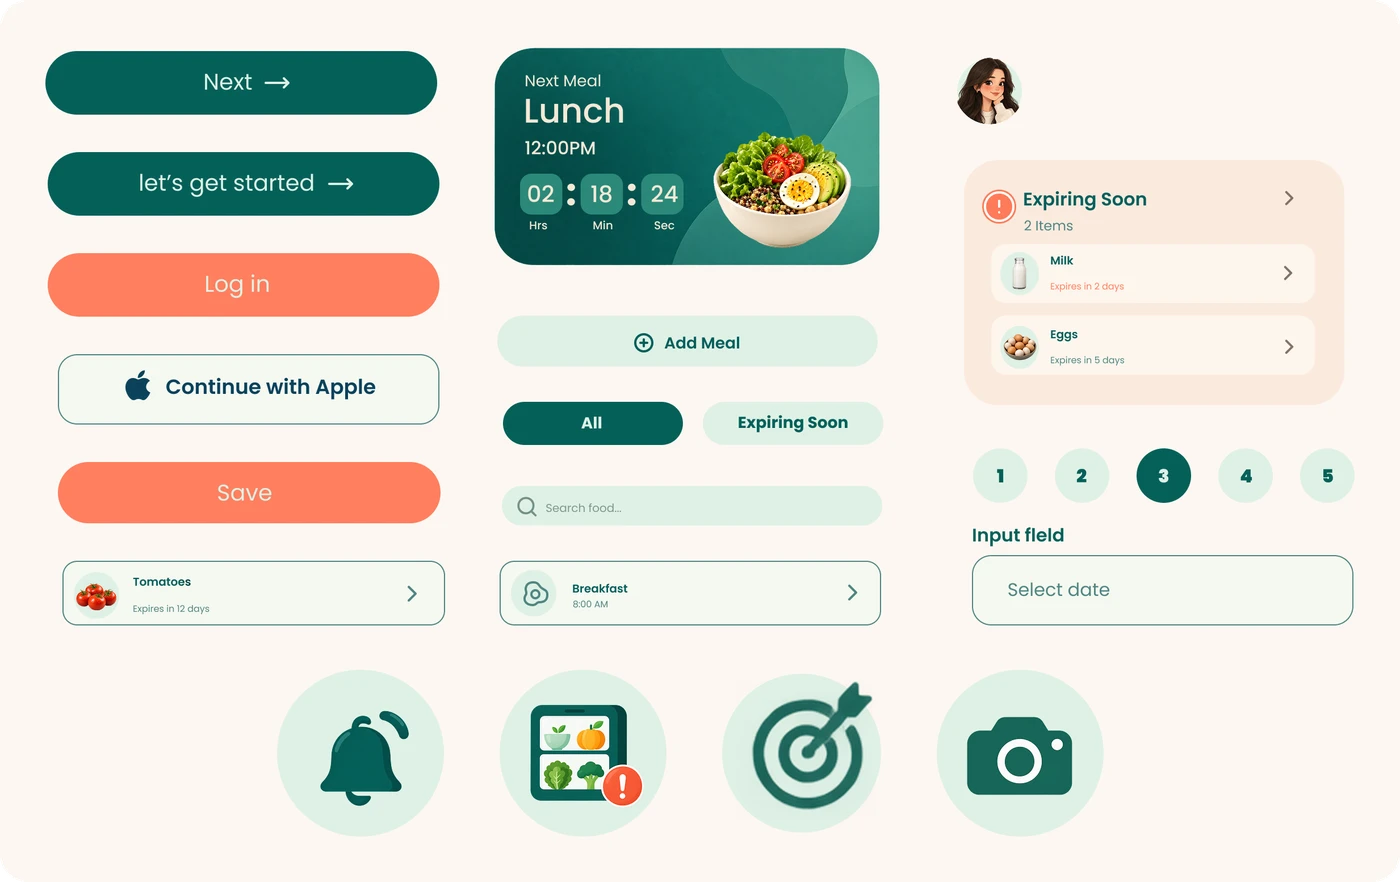 Next →
let's get started →
Log in
Continue with Apple
Save
Tomatoes
Expires in 12 days
Next Meal
Lunch
12:00PM
02 : 18 : 24
Hrs Min Sec
Add Meal
All
Expiring Soon
Search food...
Breakfast
8:00 AM
! Expiring Soon
2 Items
Milk
Expires in 2 days
Eggs
Expires in 5 days
1 2 3 4 5
Input fleld
Select date
!